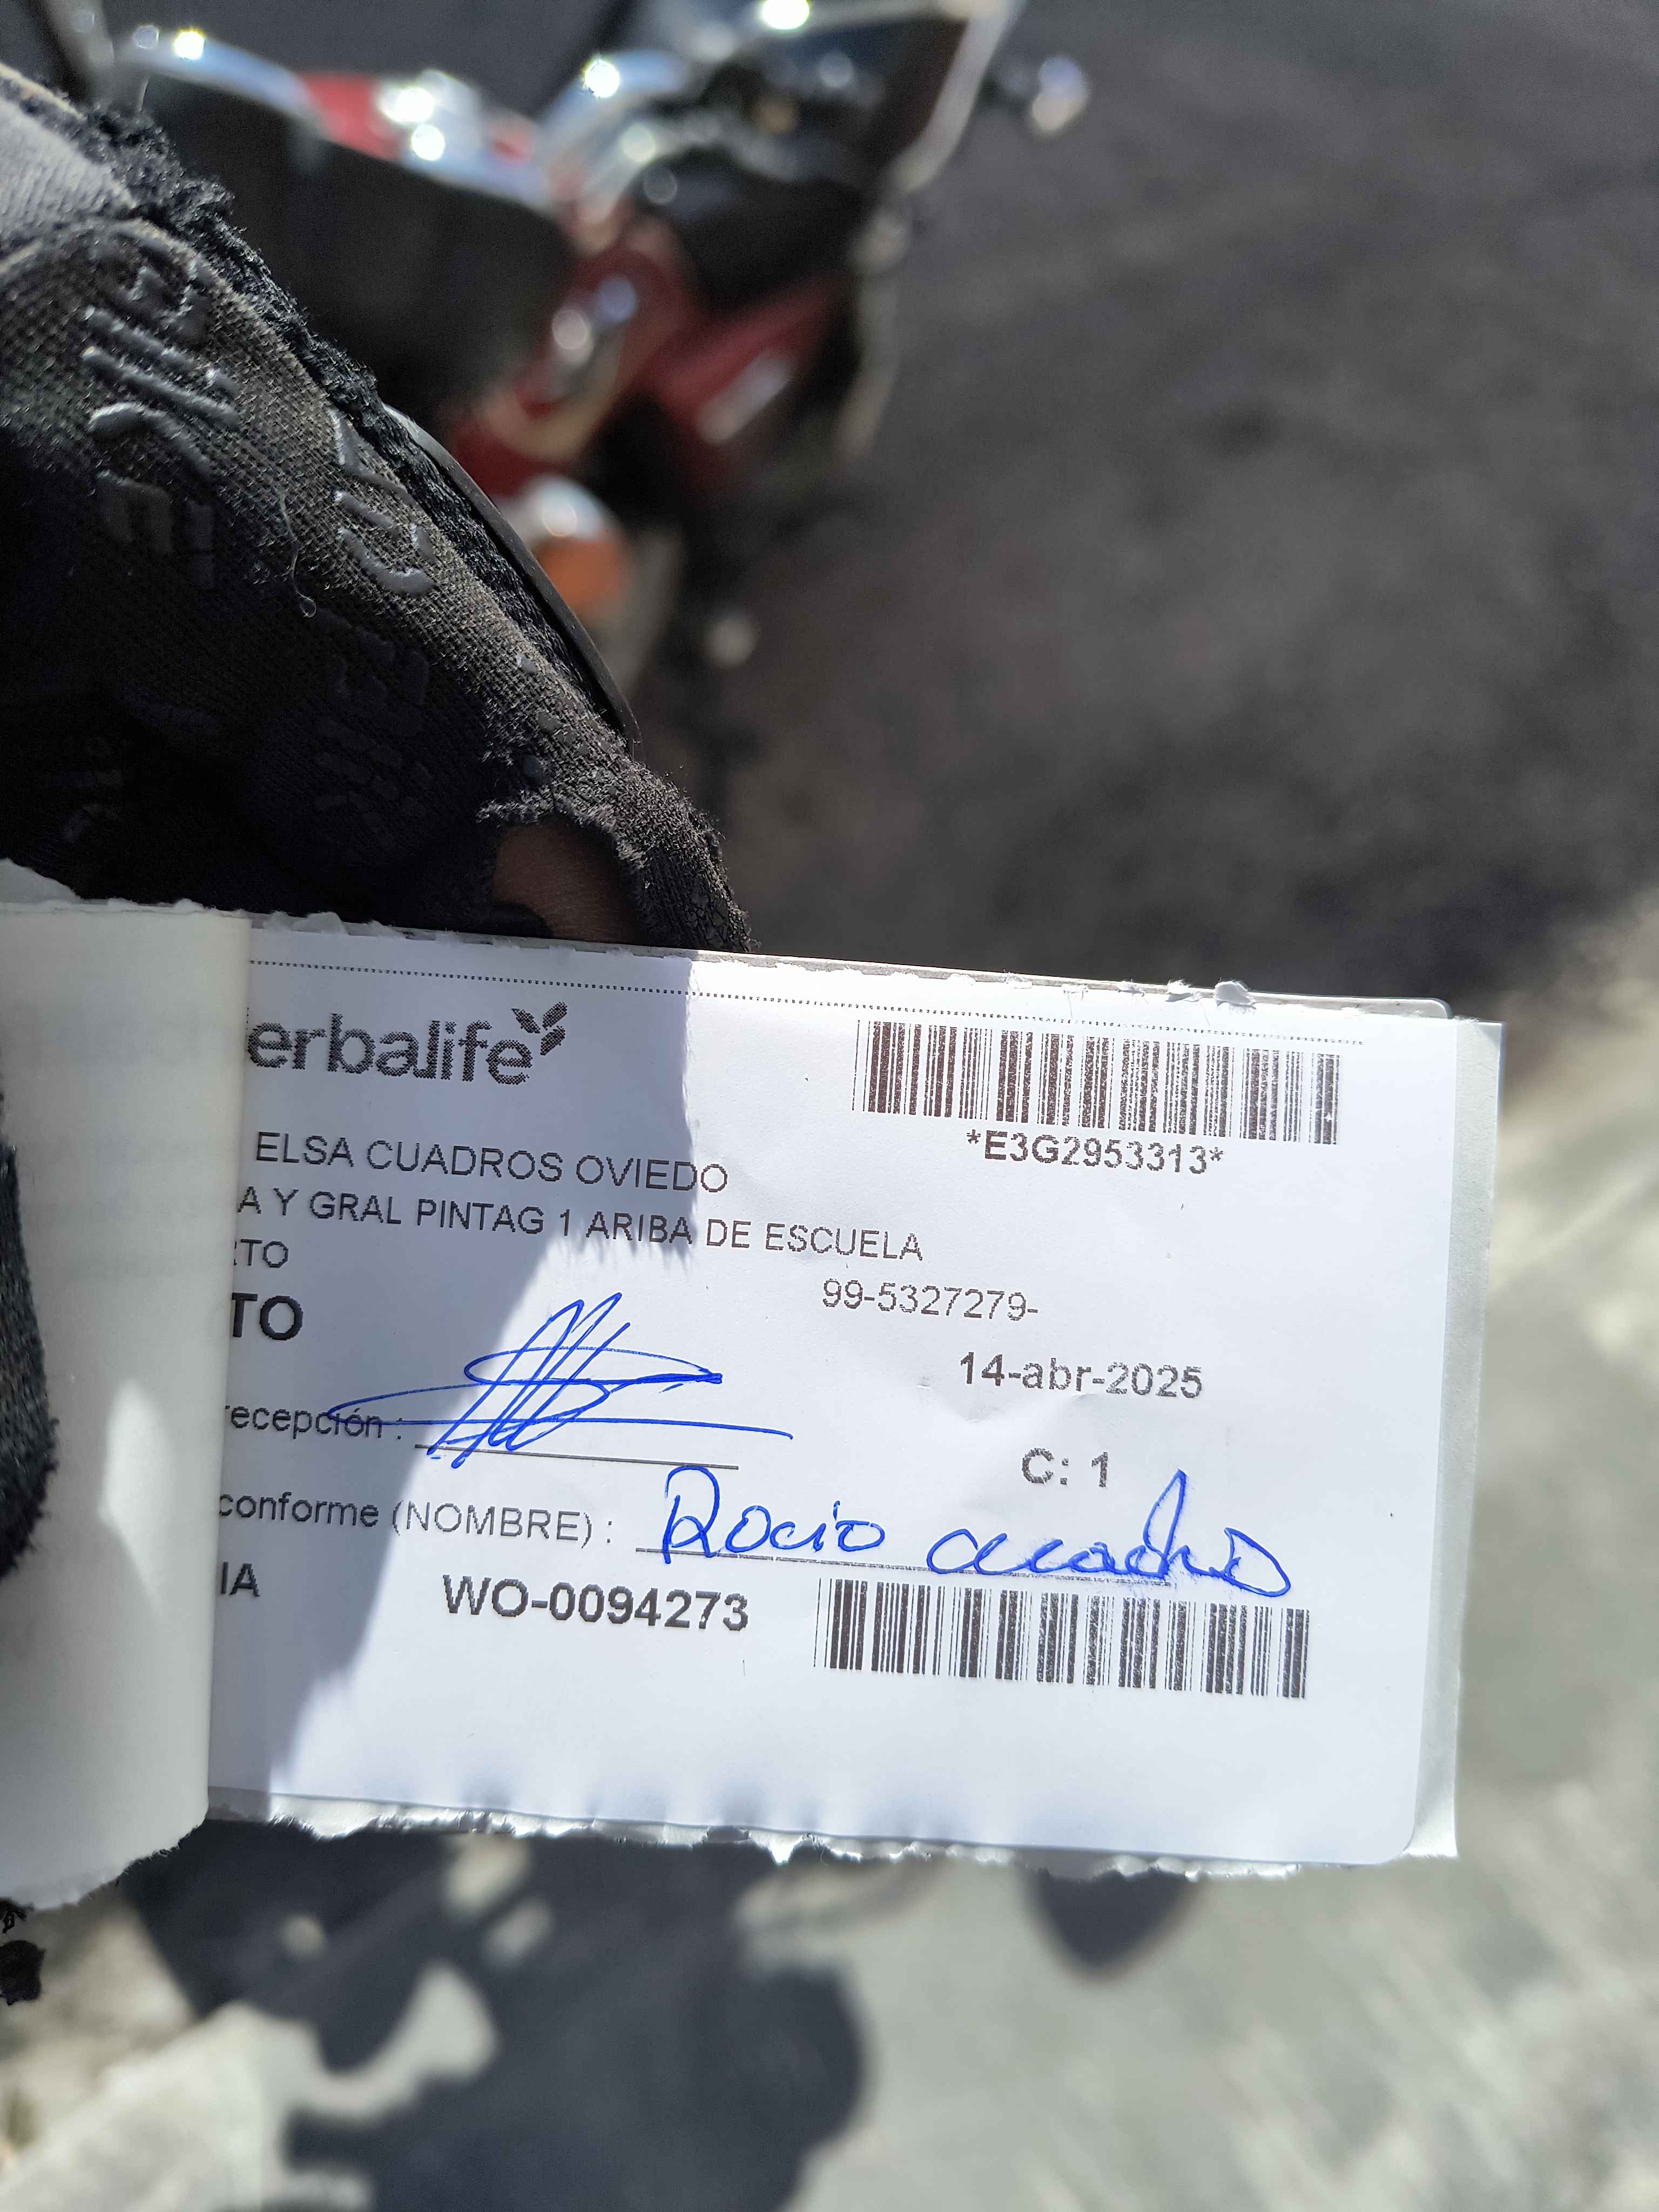 erbalife
*E3G2953313*
ELSA CUADROS OVIEDO
A Y GRAL PINTAG 1 ARIBA DE ESCUELA
RTO
99-5327279-
TO
14-abr-2025
recepción :
C: 1
conforme (NOMBRE) : Rocio
IA WO-0094273